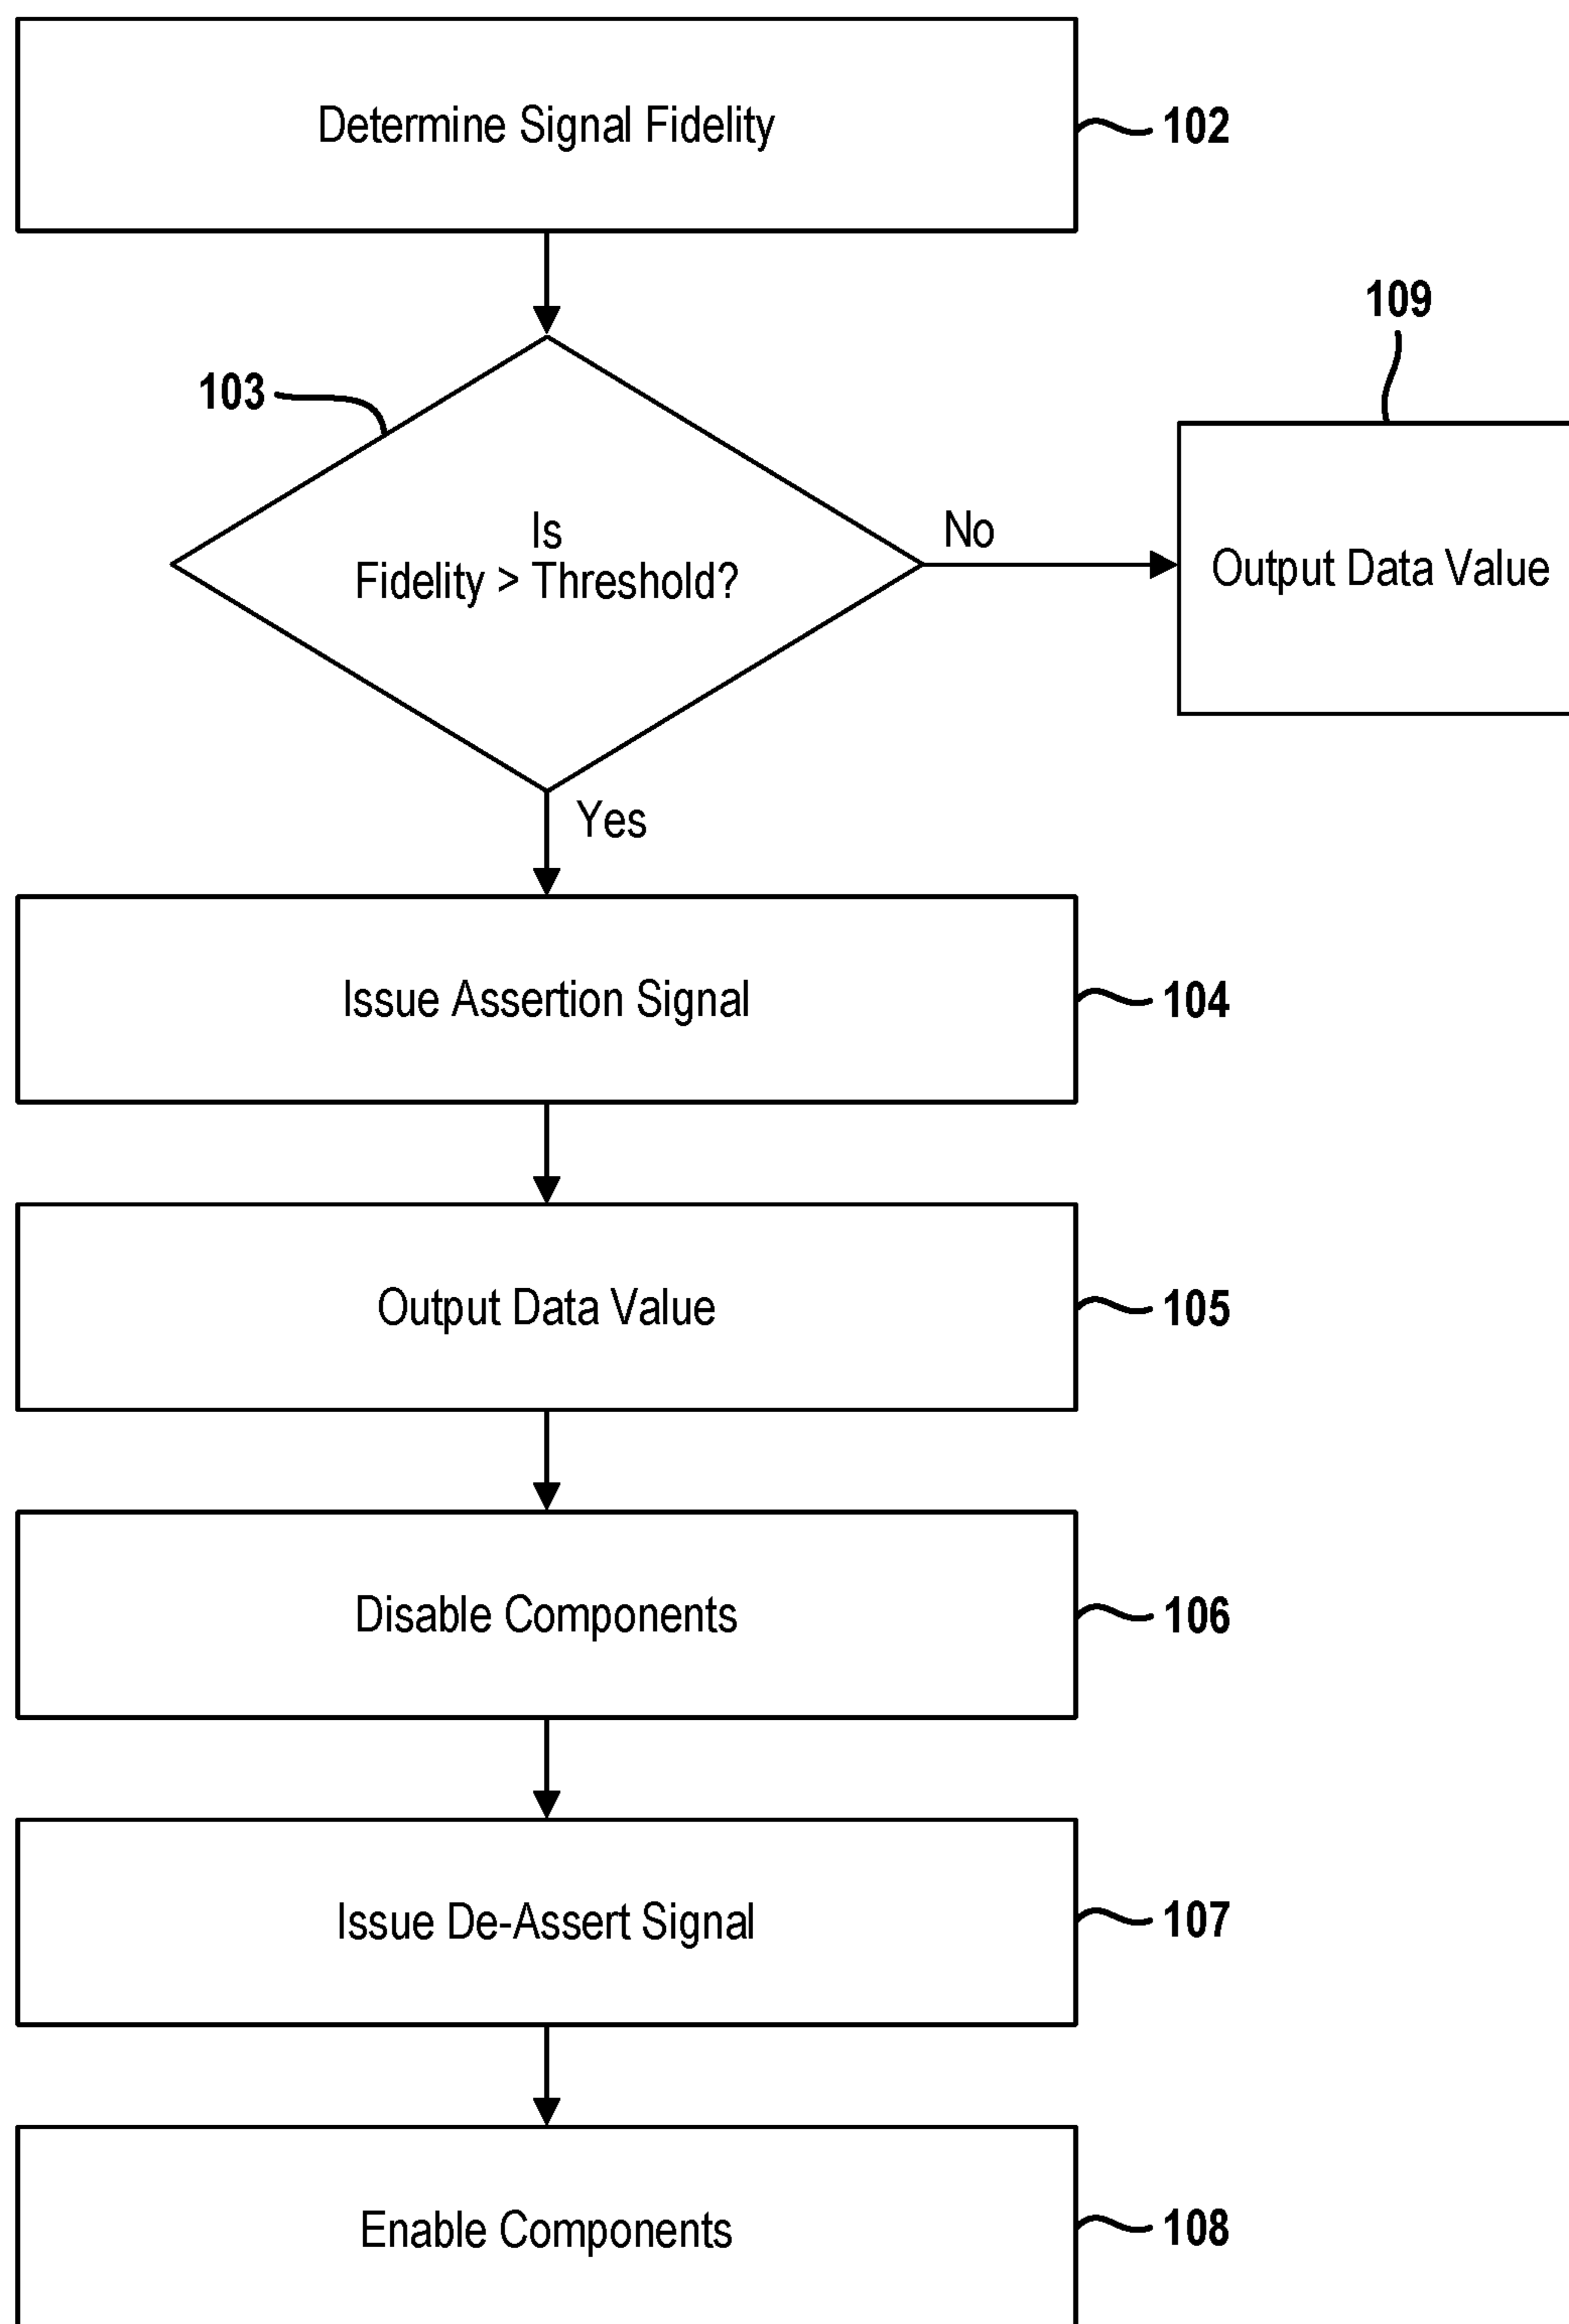 Determine Signal Fidelity
102
109
103
Is
Fidelity > Threshold?
No
Output Data Value
Yes
Issue Assertion Signal
104
Output Data Value
105
Disable Components
106
Issue De-Assert Signal
107
Enable Components
108